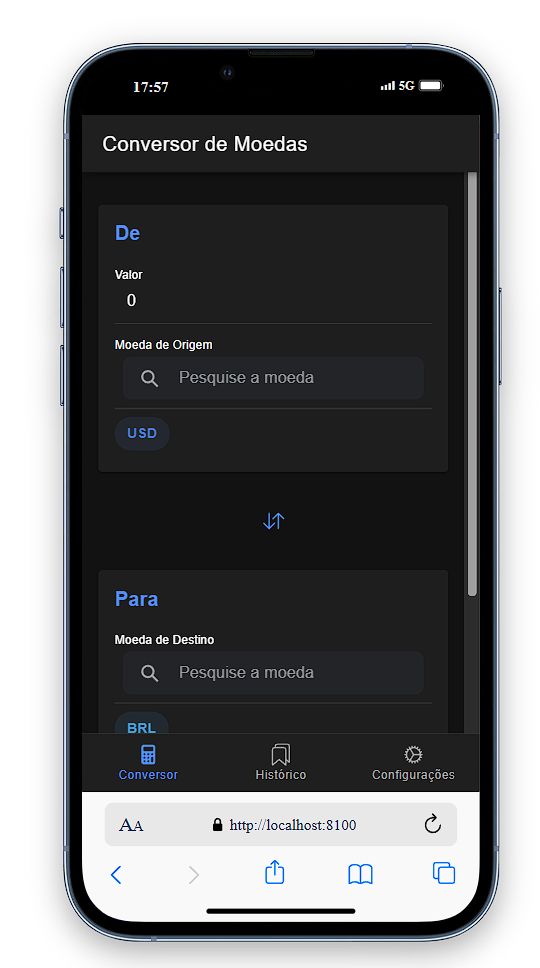 17:57
5G
Conversor de Moedas
De
Valor
0
Moeda de Origem
Pesquise a moeda
USD
Para
Moeda de Destino
Pesquise a moeda
BRL
Conversor Histórico Configurações
AA http://localhost:8100